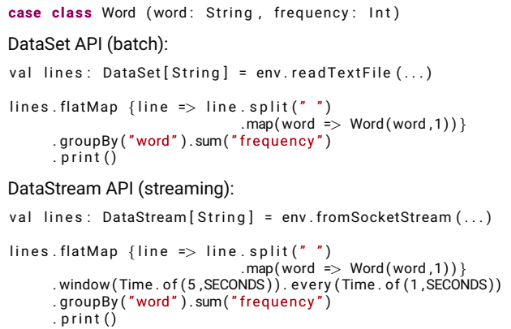 case class Word (word: String, frequency: Int)
DataSet API (batch):
val lines: DataSet[String] = env.readTextFile(...)
lines.flatMap {line => line.split(" ")
.map(word => Word(word,1))}
.groupBy("word").sum("frequency")
.print()
DataStream API (streaming):
val lines: DataStream[String] = env.fromSocketStream(...)
lines.flatMap {line => line.split(" ")
.map(word => Word(word,1))}
.window(Time.of(5,SECONDS)).every(Time.of(1,SECONDS))
.groupBy("word").sum("frequency")
.print()